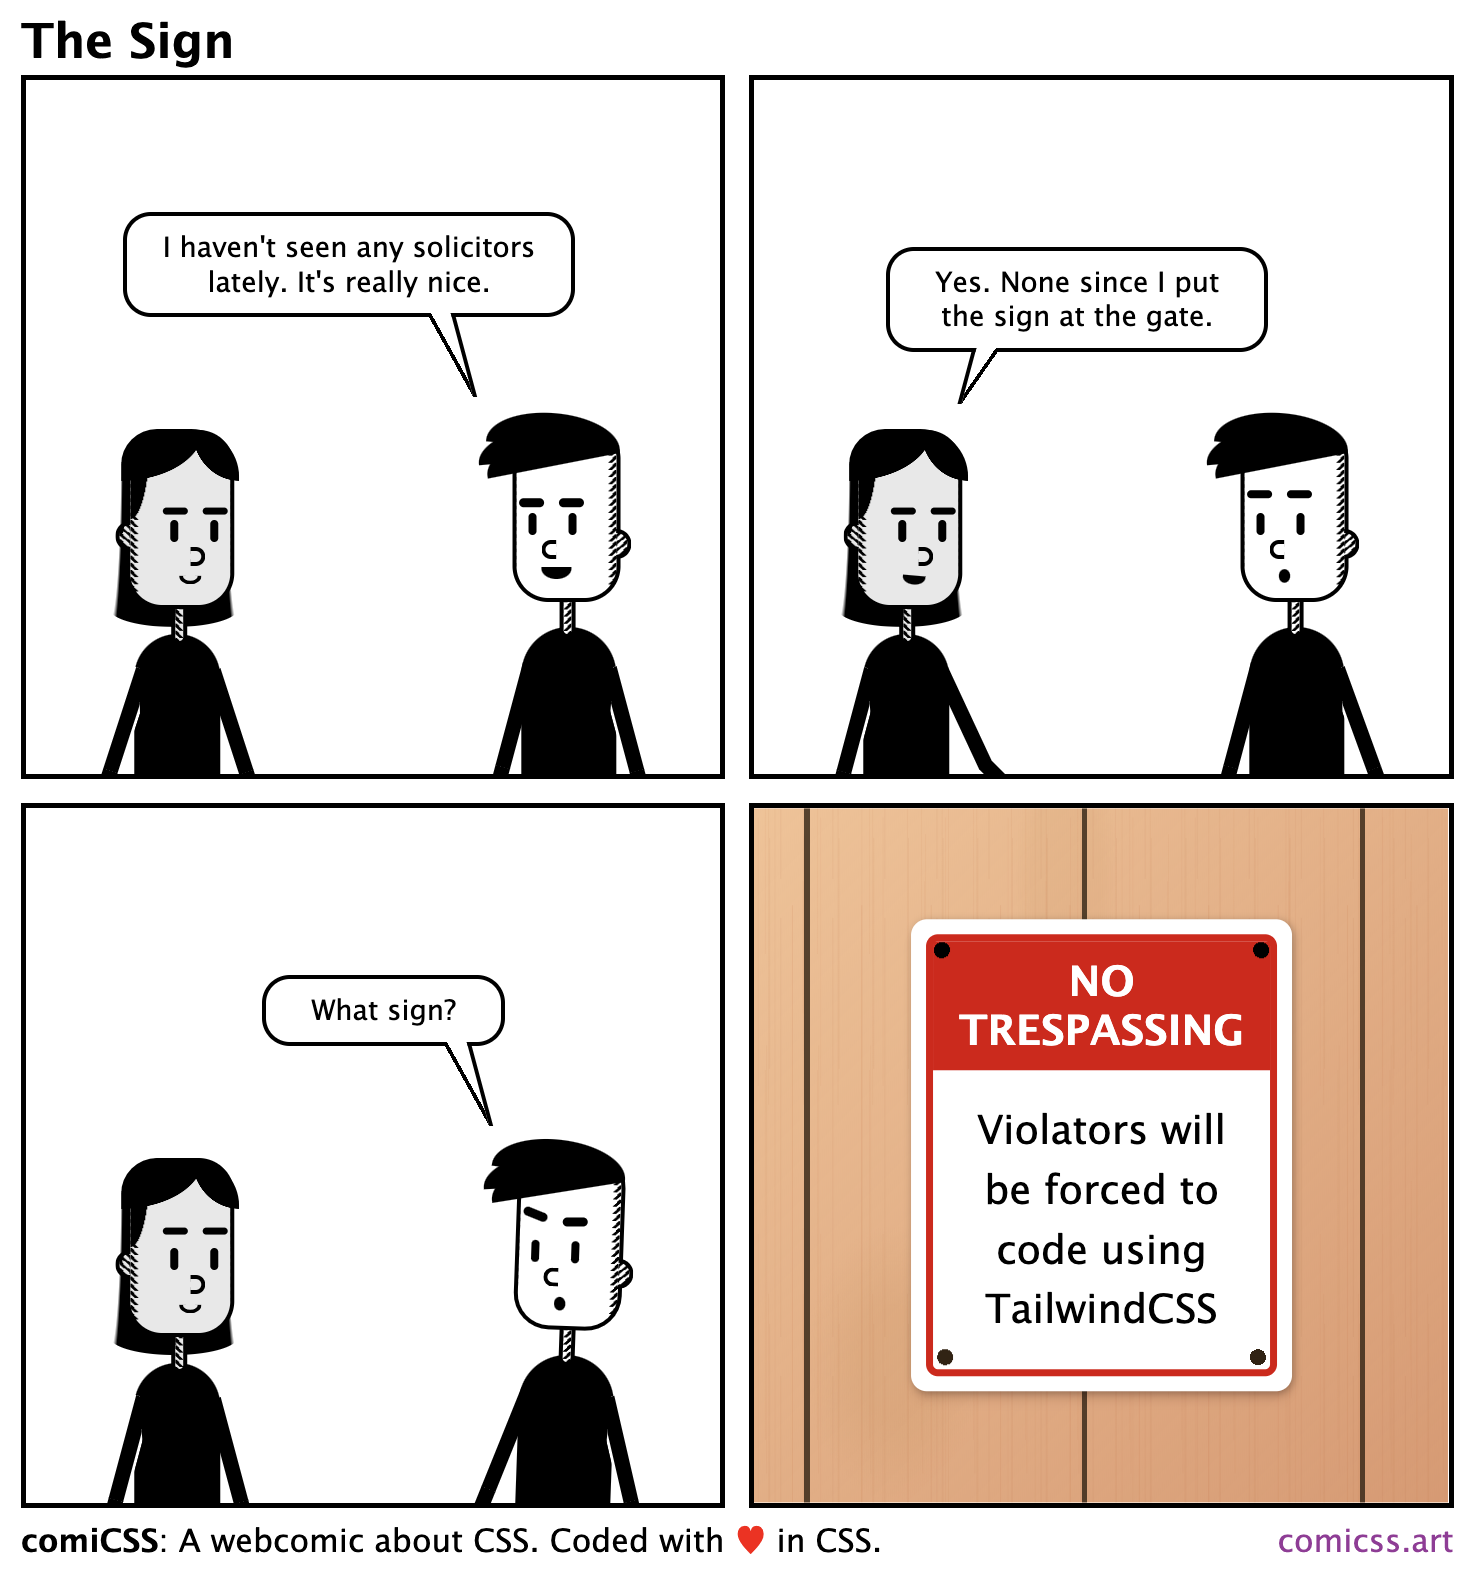 The Sign
I haven't seen any solicitors
lately. It's really nice.
Yes. None since I put
the sign at the gate.
What sign?
NO
TRESPASSING
Violators will
be forced to
code using
TailwindCSS
comiCSS: A webcomic about CSS. Coded with ♥ in CSS.
comicss.art